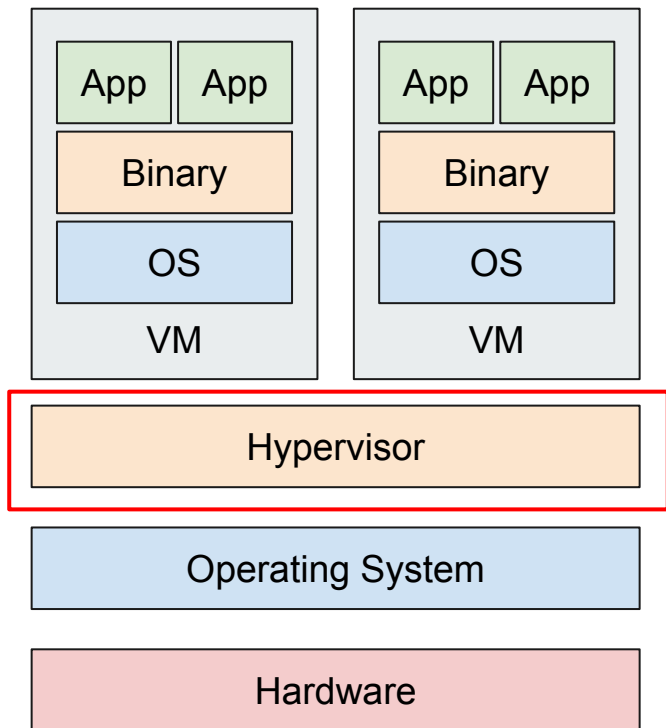 App App App App
Binary Binary
OS OS
VM VM
Hypervisor
Operating System
Hardware